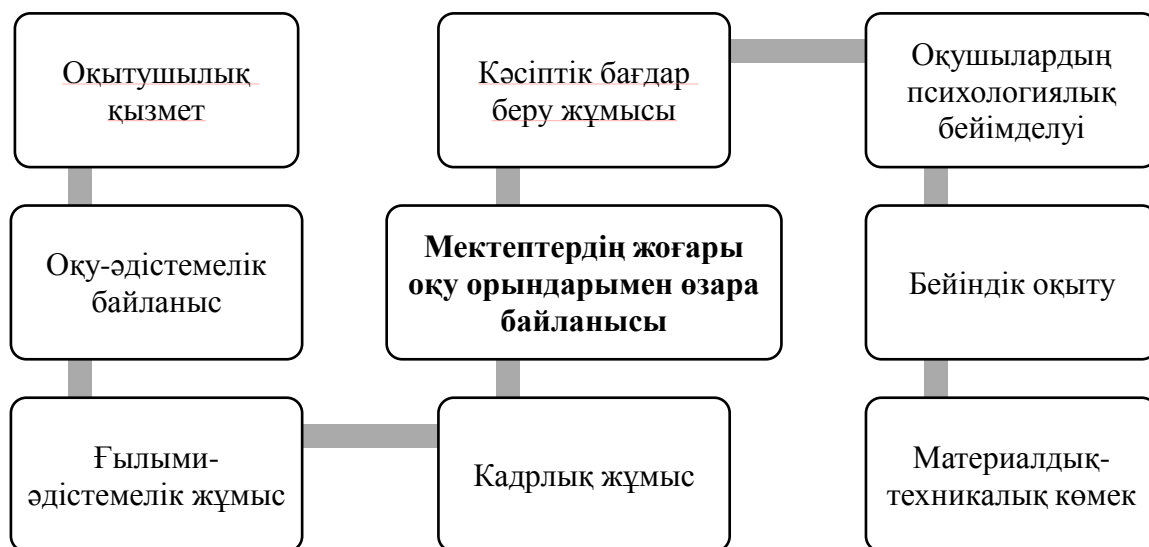 Оқытушылық
қызмет
Оқу-әдістемелік
байланыс
Ғылыми-
әдістемелік жұмыс
Кәсіптік бағдар
беру жұмысы
Мектептердің жоғары
оқу орындарымен өзара
байланысы
Кадрлық жұмыс
Оқушылардың
психологиялық
бейімделуі
Бейіндік оқыту
Материалдық-
техникалық көмек